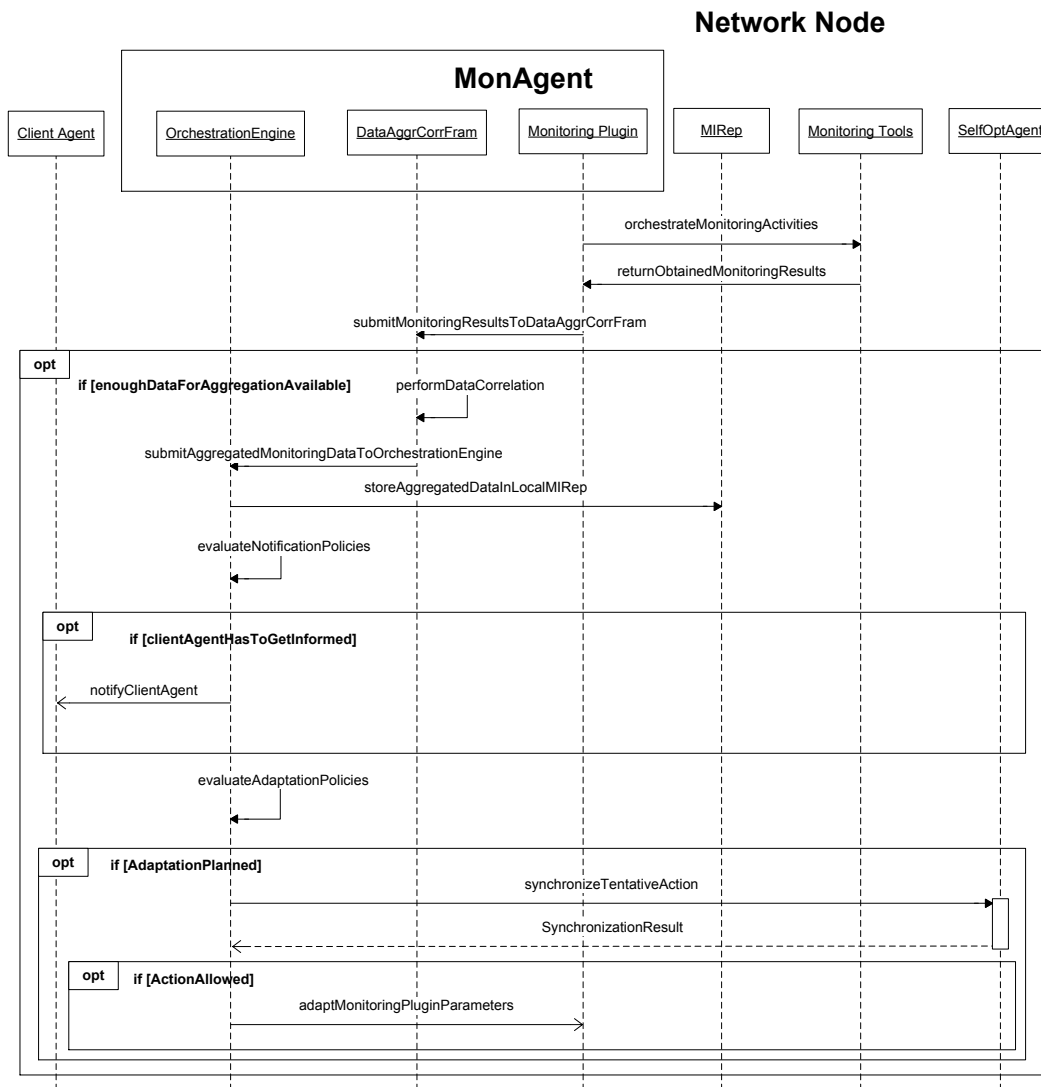 Network Node
MonAgent
Client Agent
OrchestrationEngine
DataAggrCorrFram
Monitoring Plugin
MIRep
Monitoring Tools
SelfOptAgent
orchestrateMonitoringActivities
returnObtainedMonitoringResults
submitMonitoringResultsToDataAggrCorrFram
opt
if [enoughDataForAggregationAvailable]
performDataCorrelation
submitAggregatedMonitoringDataToOrchestrationEngine
storeAggregatedDataInLocalMIRep
evaluateNotificationPolicies
opt
if [clientAgentHasToGetInformed]
notifyClientAgent
evaluateAdaptationPolicies
opt
if [AdaptationPlanned]
synchronizeTentativeAction
SynchronizationResult
opt
if [ActionAllowed]
adaptMonitoringPluginParameters